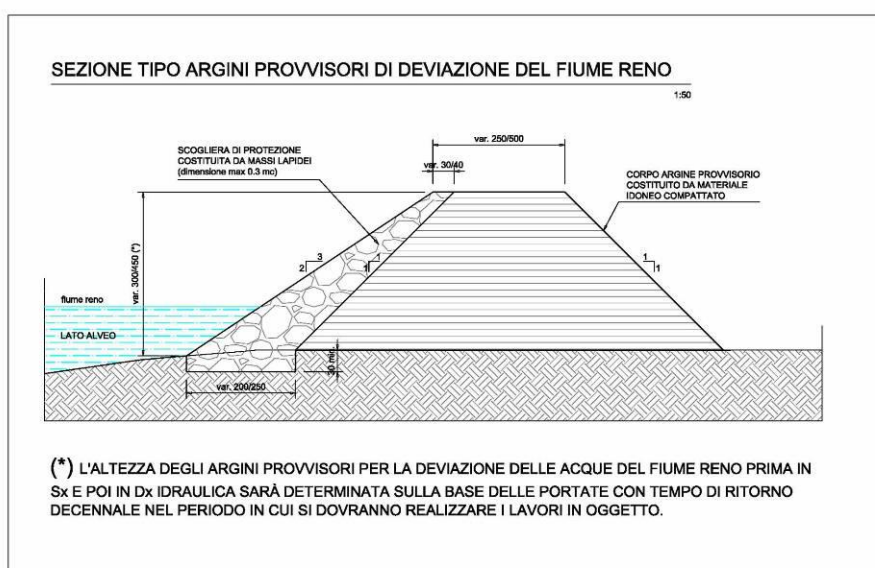 SEZIONE TIPO ARGINI PROVVISORI DI DEVIAZIONE DEL FIUME RENO
1:50
var. 250/500
SCOGLIERA DI PROTEZIONE
COSTITUITA DA MASSI LAPIDEI
(dimensione max 0.3 mc)
var. 30/40
CORPO ARGINE PROVVISORIO
COSTITUITO DA MATERIALE
IDONEO COMPATTATO
var. 300/450 (*)
3
2
1
1
1
1
fiume reno
LATO ALVEO
30 min.
var. 200/250
(*) L'ALTEZZA DEGLI ARGINI PROVVISORI PER LA DEVIAZIONE DELLE ACQUE DEL FIUME RENO PRIMA IN
Sx E POI IN Dx IDRAULICA SARÀ DETERMINATA SULLA BASE DELLE PORTATE CON TEMPO DI RITORNO
DECENNALE NEL PERIODO IN CUI SI DOVRANNO REALIZZARE I LAVORI IN OGGETTO.